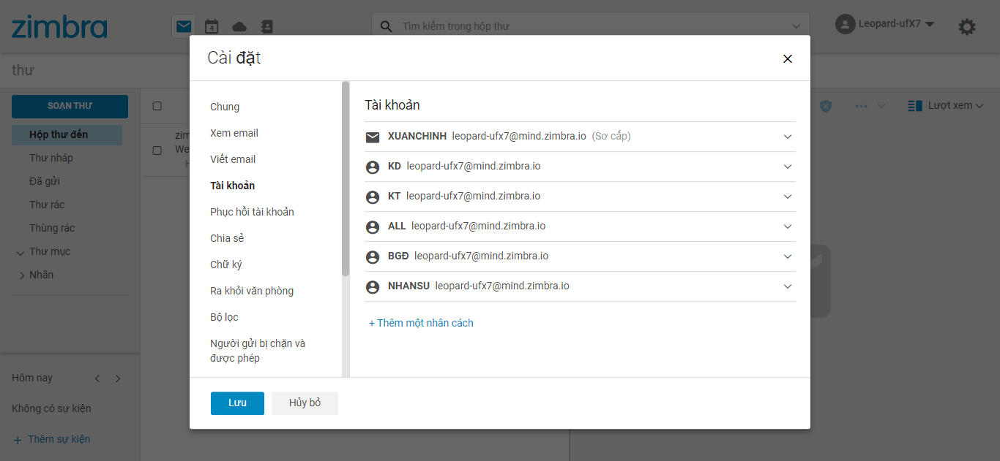 zimbra
4
Tìm kiếm trong hộp thư
Leopard-ufX7
thư
SOẠN THƯ
Hộp thư đến
Thư nháp
Đã gửi
Thư rác
Thùng rác
Thư mục
Nhãn
Hôm nay
Không có sự kiện
+ Thêm sự kiện
zim
We
H
Lượt xem
Cài đặt
Chung
Xem email
Viết email
Tài khoản
Phục hồi tài khoản
Chia sẻ
Chữ ký
Ra khỏi văn phòng
Bộ lọc
Người gửi bị chặn và
được phép
Tài khoản
XUANCHINH leopard-ufx7@mind.zimbra.io (Sơ cấp)
KD leopard-ufx7@mind.zimbra.io
KT leopard-ufx7@mind.zimbra.io
ALL leopard-ufx7@mind.zimbra.io
BGĐ leopard-ufx7@mind.zimbra.io
NHANSU leopard-ufx7@mind.zimbra.io
+ Thêm một nhân cách
Lưu
Hủy bỏ